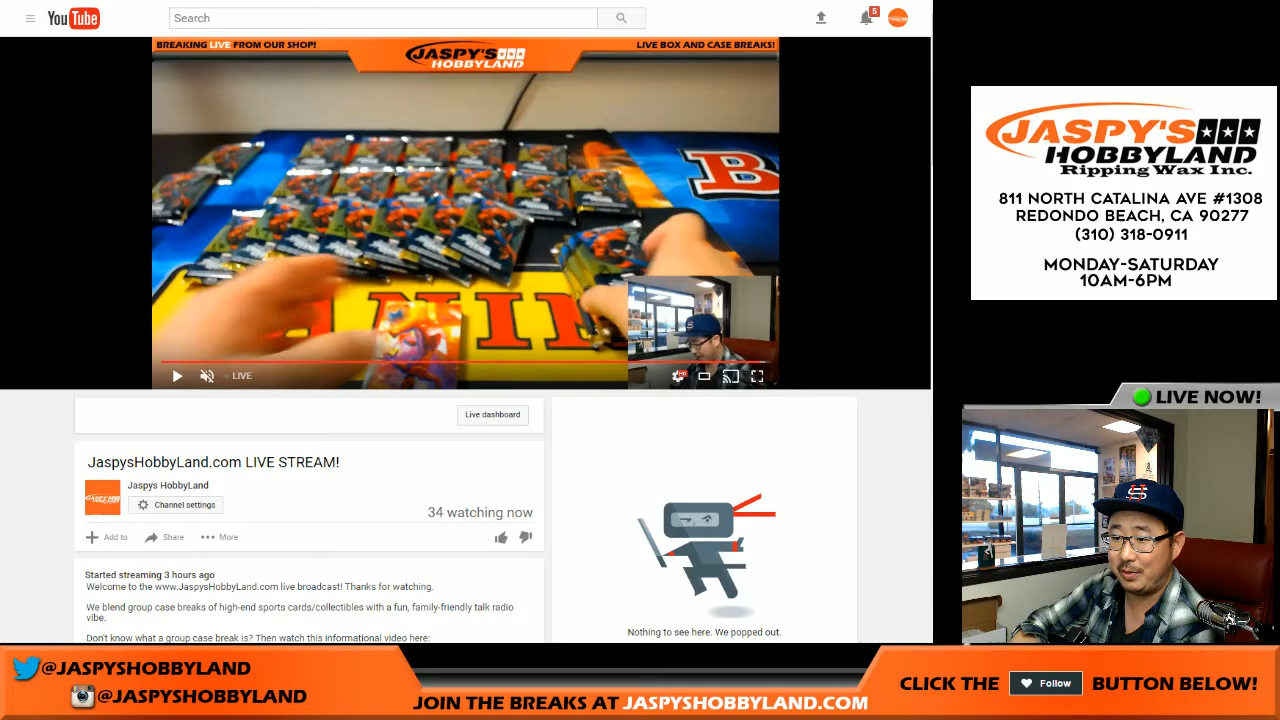 YouTube
Search
5
BREAKING LIVE FROM OUR SHOP!
JASPY'S
HOBBYLAND
LIVE BOX AND CASE BREAKS!
LIVE
HD
Live dashboard
JaspysHobbyLand.com LIVE STREAM!
JASPY'S
Jaspys HobbyLand
Channel settings
34 watching now
Add to
Share
More
Started streaming 3 hours ago
Welcome to the www.JaspysHobbyLand.com live broadcast! Thanks for watching.
We blend group case breaks of high-end sports cards/collectibles with a fun, family-friendly talk radio
vibe.
Don't know what a group case break is? Then watch this informational video here:
Nothing to see here. We popped out.
JASPY'S
HOBBYLAND
Ripping Wax Inc.
811 NORTH CATALINA AVE #1308
REDONDO BEACH, CA 90277
(310) 318-0911
MONDAY-SATURDAY
10AM-6PM
LIVE NOW!
@JASPYSHOBBYLAND
@JASPYSHOBBYLAND
JOIN THE BREAKS AT JASPYSHOBBYLAND.COM
CLICK THE Follow BUTTON BELOW!